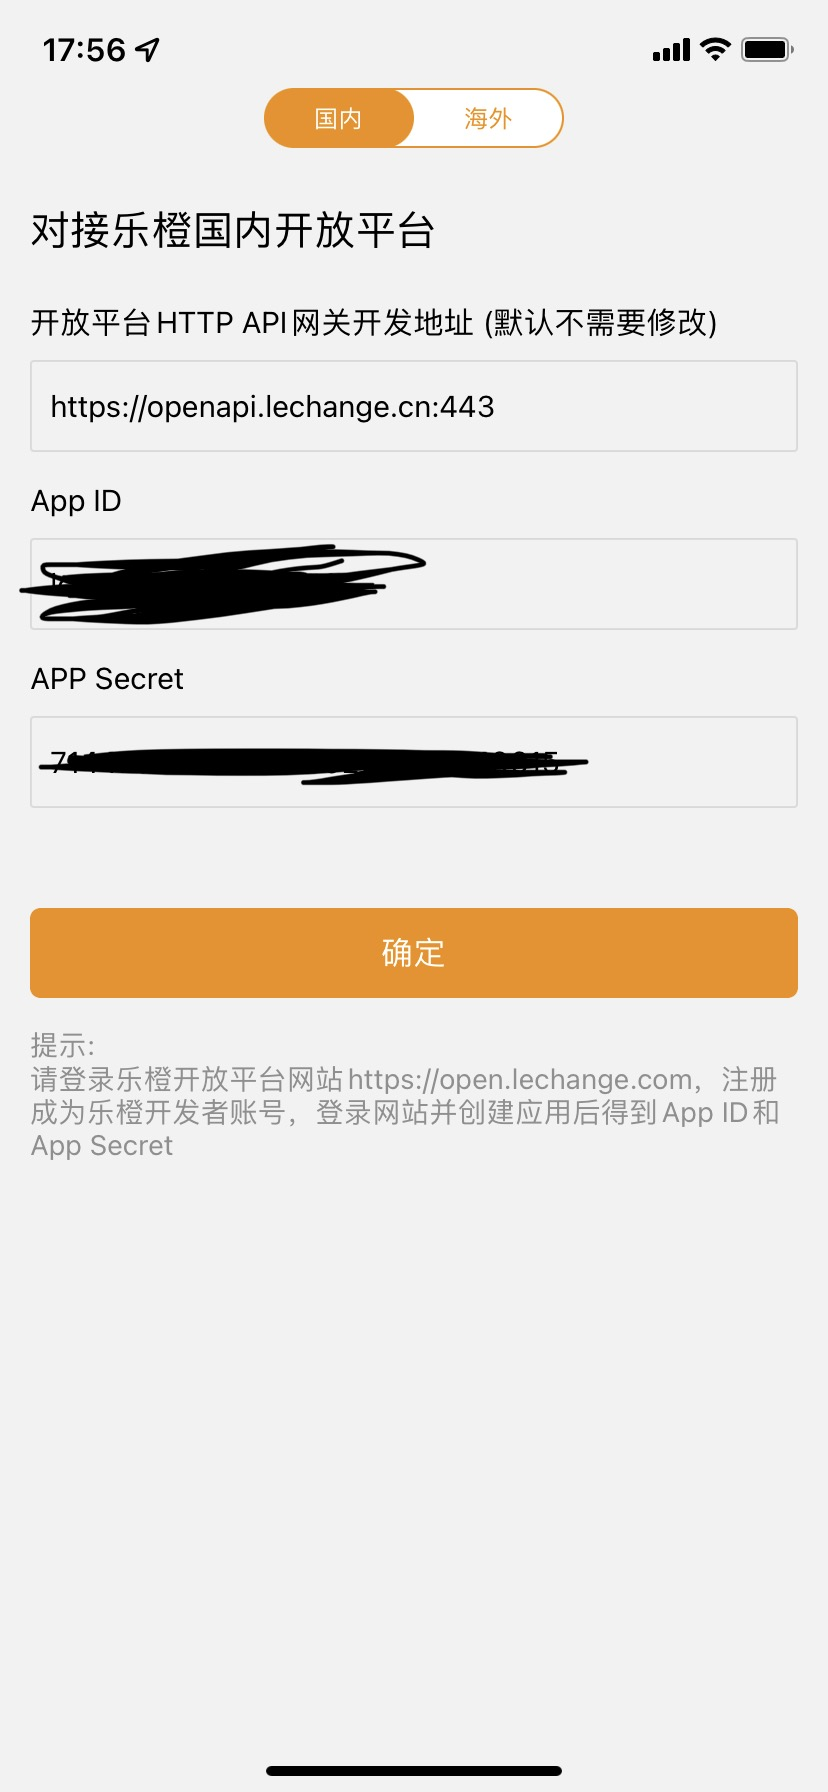 17:56
国内
海外
对接乐橙国内开放平台
开放平台HTTP API网关开发地址 (默认不需要修改)
https://openapi.lechange.cn:443
App ID
APP Secret
确定
提示:
请登录乐橙开放平台网站https://open.lechange.com，注册
成为乐橙开发者账号，登录网站并创建应用后得到App ID和
App Secret